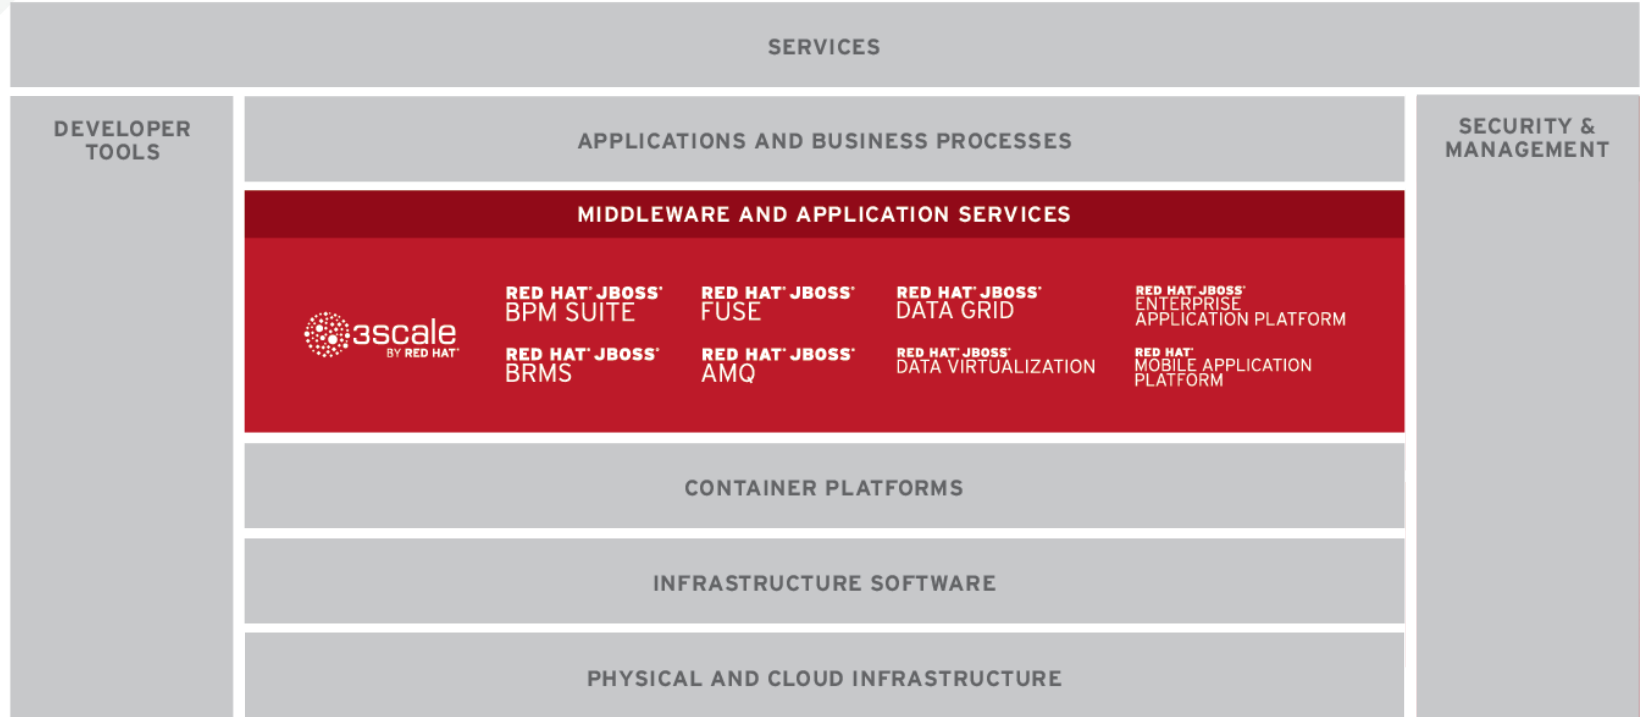 SERVICES
DEVELOPER
TOOLS
APPLICATIONS AND BUSINESS PROCESSES
SECURITY &
MANAGEMENT
MIDDLEWARE AND APPLICATION SERVICES
3scale
BY RED HAT®
RED HAT® JBOSS®
BPM SUITE
RED HAT® JBOSS®
BRMS
RED HAT® JBOSS®
FUSE
RED HAT® JBOSS®
AMQ
RED HAT® JBOSS®
DATA GRID
RED HAT® JBOSS®
DATA VIRTUALIZATION
RED HAT® JBOSS®
ENTERPRISE
APPLICATION PLATFORM
RED HAT®
MOBILE APPLICATION
PLATFORM
CONTAINER PLATFORMS
INFRASTRUCTURE SOFTWARE
PHYSICAL AND CLOUD INFRASTRUCTURE